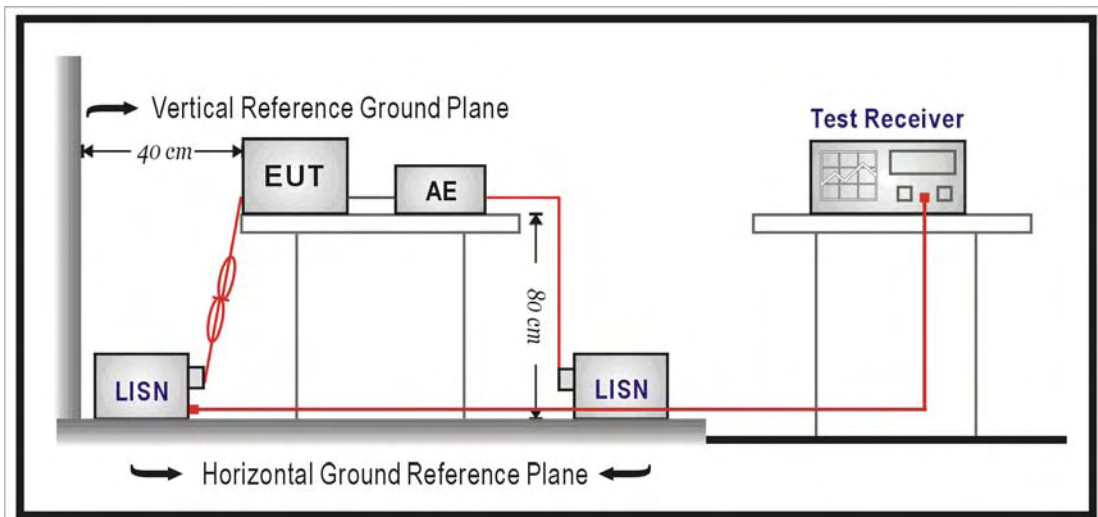 Vertical Reference Ground Plane
40 cm
EUT
AE
Test Receiver
80 cm
LISN
LISN
Horizontal Ground Reference Plane